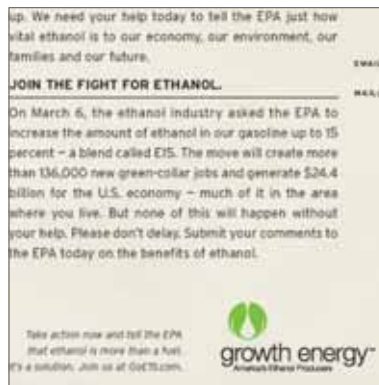 up. We need your help today to tell the EPA just how
vital ethanol is to our economy, our environment, our
families and our future.
JOIN THE FIGHT FOR ETHANOL.
On March 6, the ethanol industry asked the EPA to
increase the amount of ethanol in our gasoline up to 15
percent – a blend called E15. The move will create more
than 136,000 new green-collar jobs and generate $24.4
billion for the U.S. economy – much of it in the area
where you live. But none of this will happen without
your help. Please don't delay. Submit your comments to
the EPA today on the benefits of ethanol.
EMAIL
MAIL:
Take action now and tell the EPA
that ethanol is more than a fuel.
It's a solution. Join us at GoE15.com.
growth energy™
America's Ethanol Producers